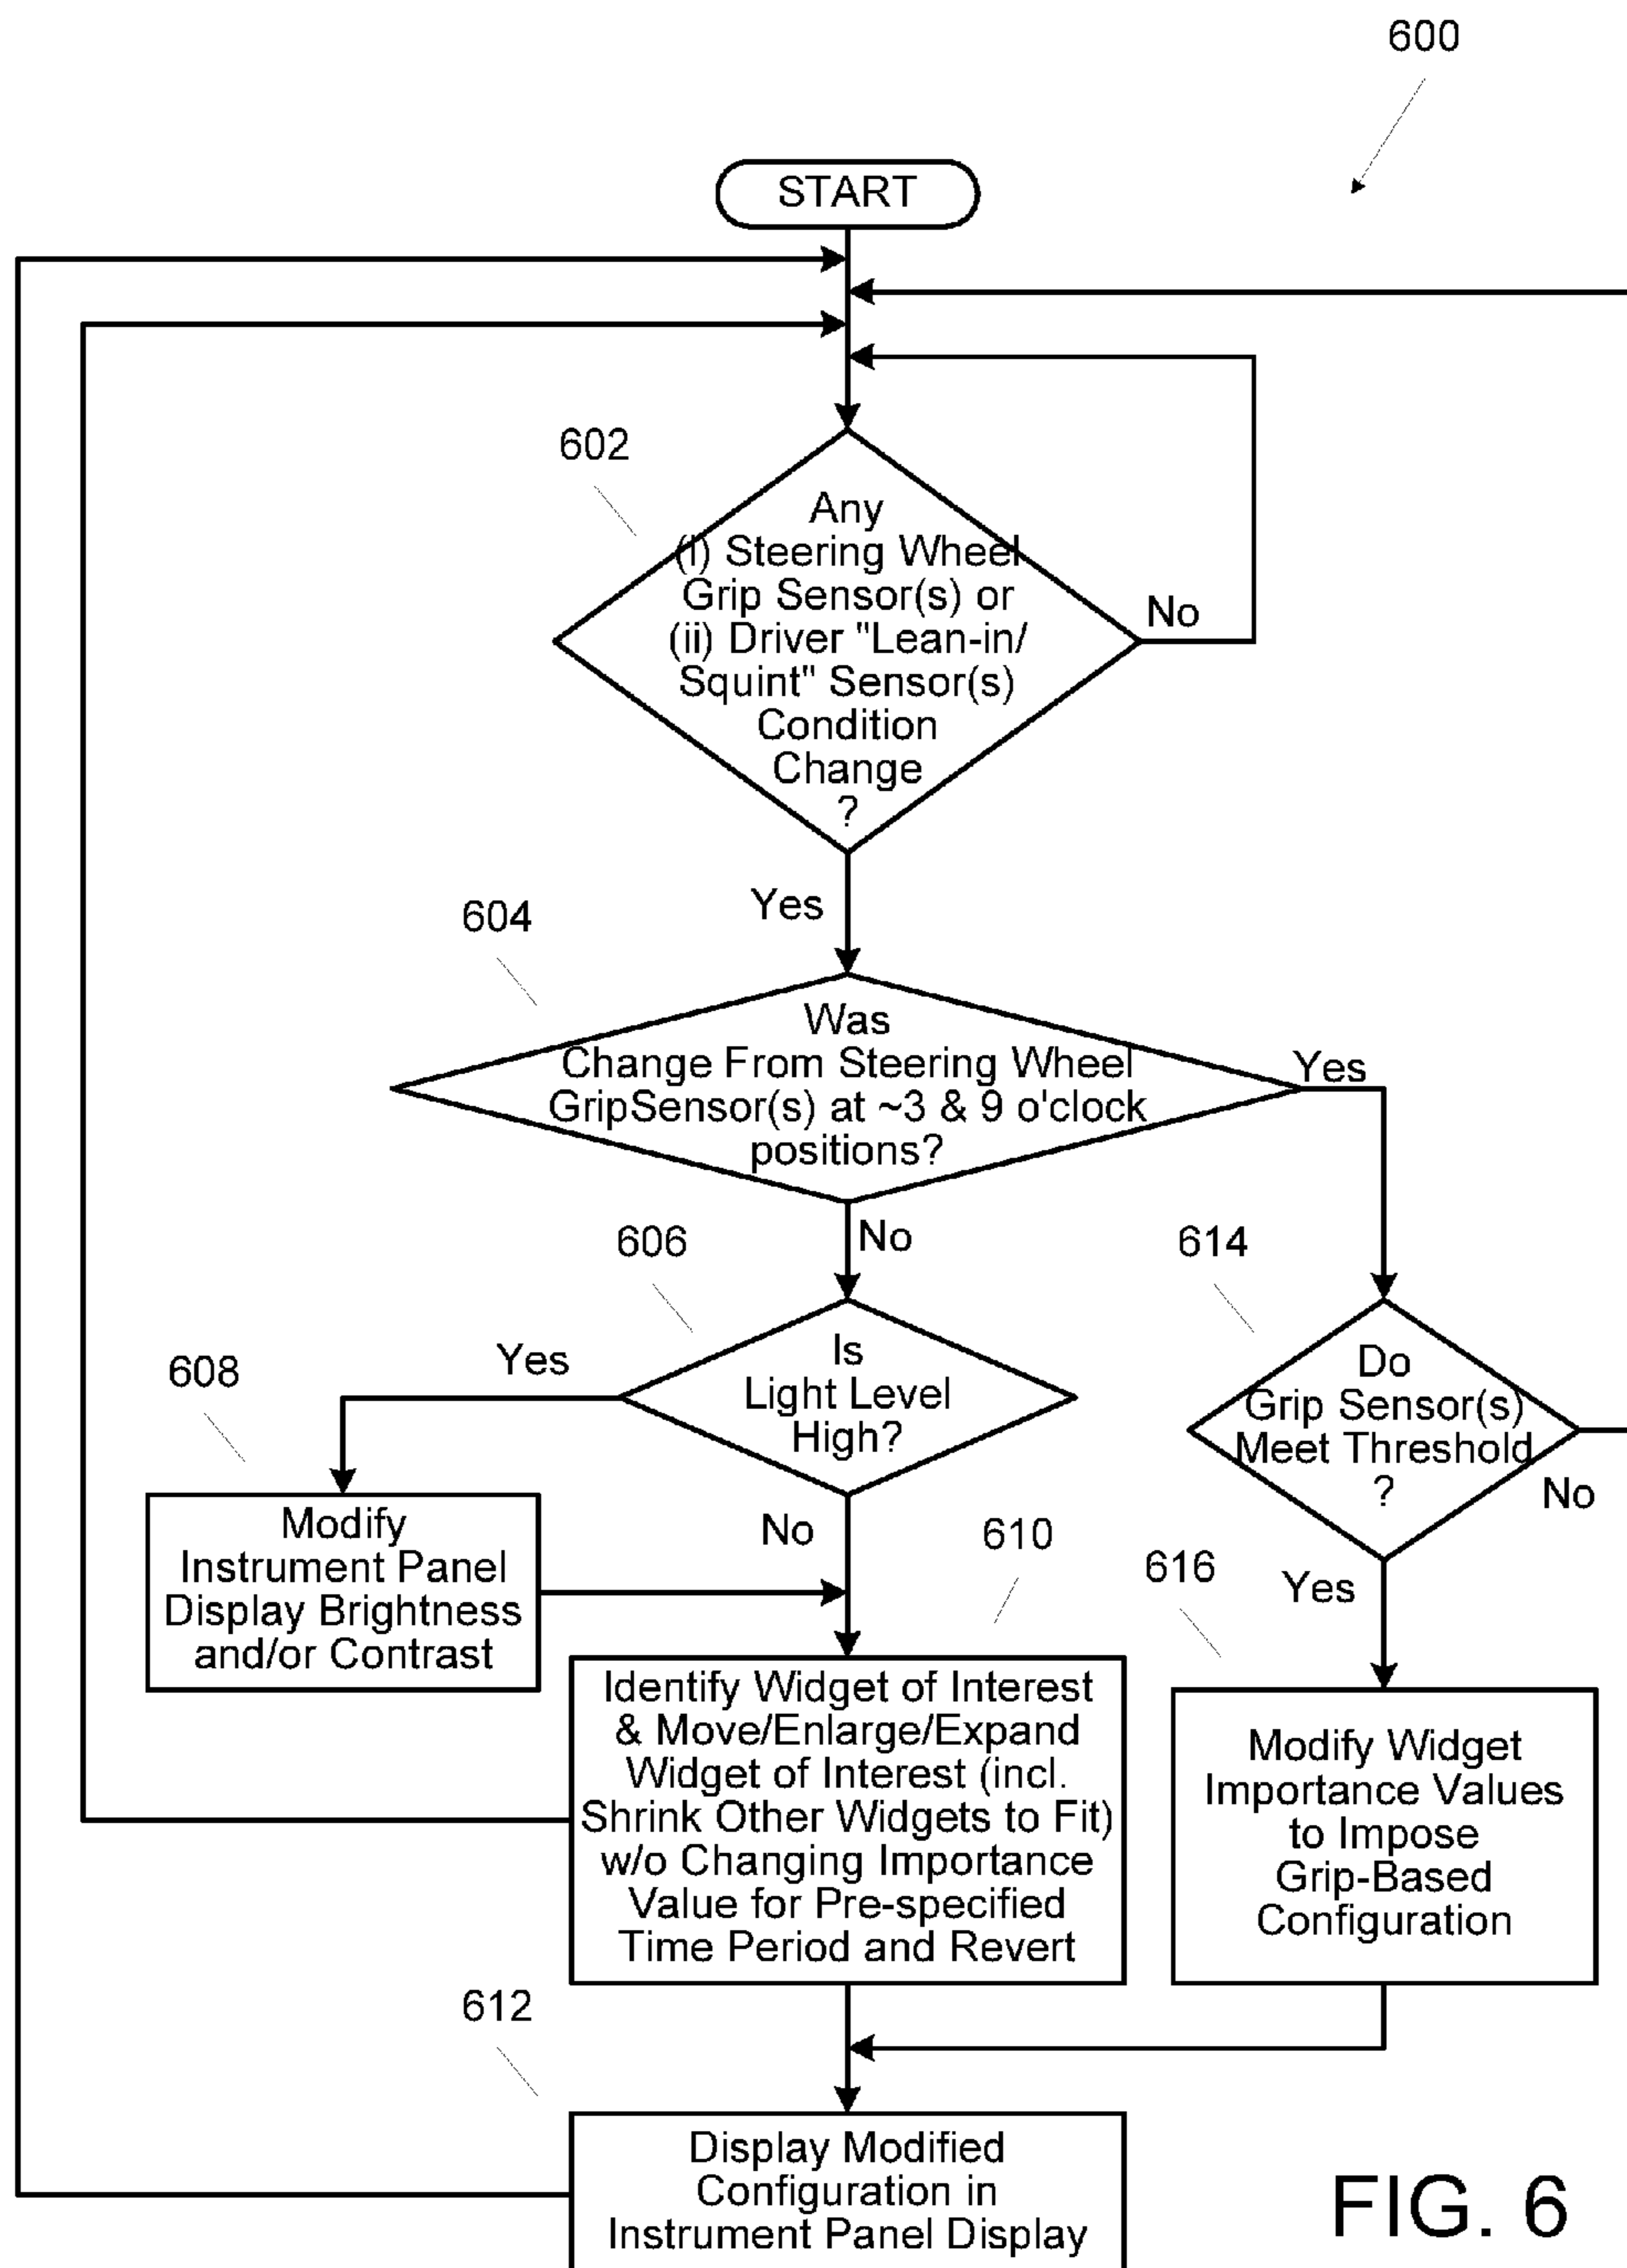 600
START
602
Any
(i) Steering Wheel
Grip Sensor(s) or
(ii) Driver "Lean-in/
Squint" Sensor(s)
Condition
Change
?
No
Yes
604
Was
Change From Steering Wheel
GripSensor(s) at ~3 & 9 o'clock
positions?
Yes
No
606
Is
Light Level
High?
Yes
No
608
Modify
Instrument Panel
Display Brightness
and/or Contrast
614
Do
Grip Sensor(s)
Meet Threshold
?
No
Yes
610
Identify Widget of Interest
& Move/Enlarge/Expand
Widget of Interest (incl.
Shrink Other Widgets to Fit)
w/o Changing Importance
Value for Pre-specified
Time Period and Revert
616
Modify Widget
Importance Values
to Impose
Grip-Based
Configuration
612
Display Modified
Configuration in
Instrument Panel Display
FIG. 6